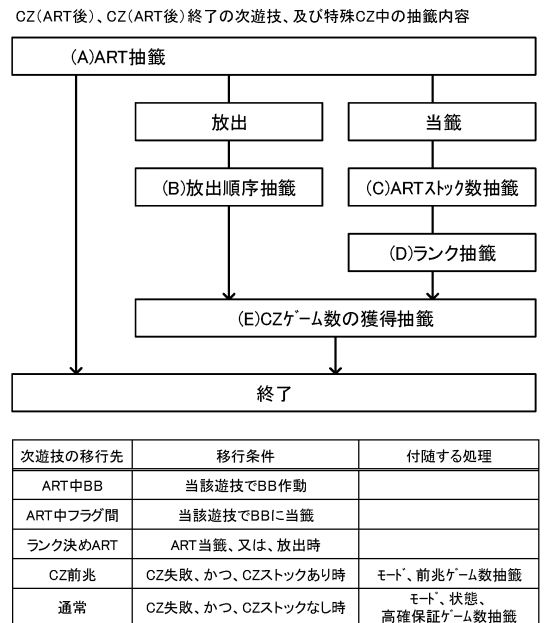 CZ(ART後)、CZ(ART後)終了の次遊技、及び特殊CZ中の抽籤内容
(A)ART抽籤
放出
当籤
(B)放出順序抽籤
(C)ARTｽﾄｯｸ数抽籤
(D)ランク抽籤
(E)CZｹﾞｰﾑ数の獲得抽籤
終了
次遊技の移行先 移行条件 付随する処理
ART中BB 当該遊技でBB作動
ART中フラグ間 当該遊技でBBに当籤
ランク決めART ART当籤、又は、放出時
CZ前兆 CZ失敗、かつ、CZストックあり時 ﾓｰﾄﾞ、前兆ｹﾞｰﾑ数抽籤
通常 CZ失敗、かつ、CZストックなし時 ﾓｰﾄﾞ、状態、
高確保証ｹﾞｰﾑ数抽籤